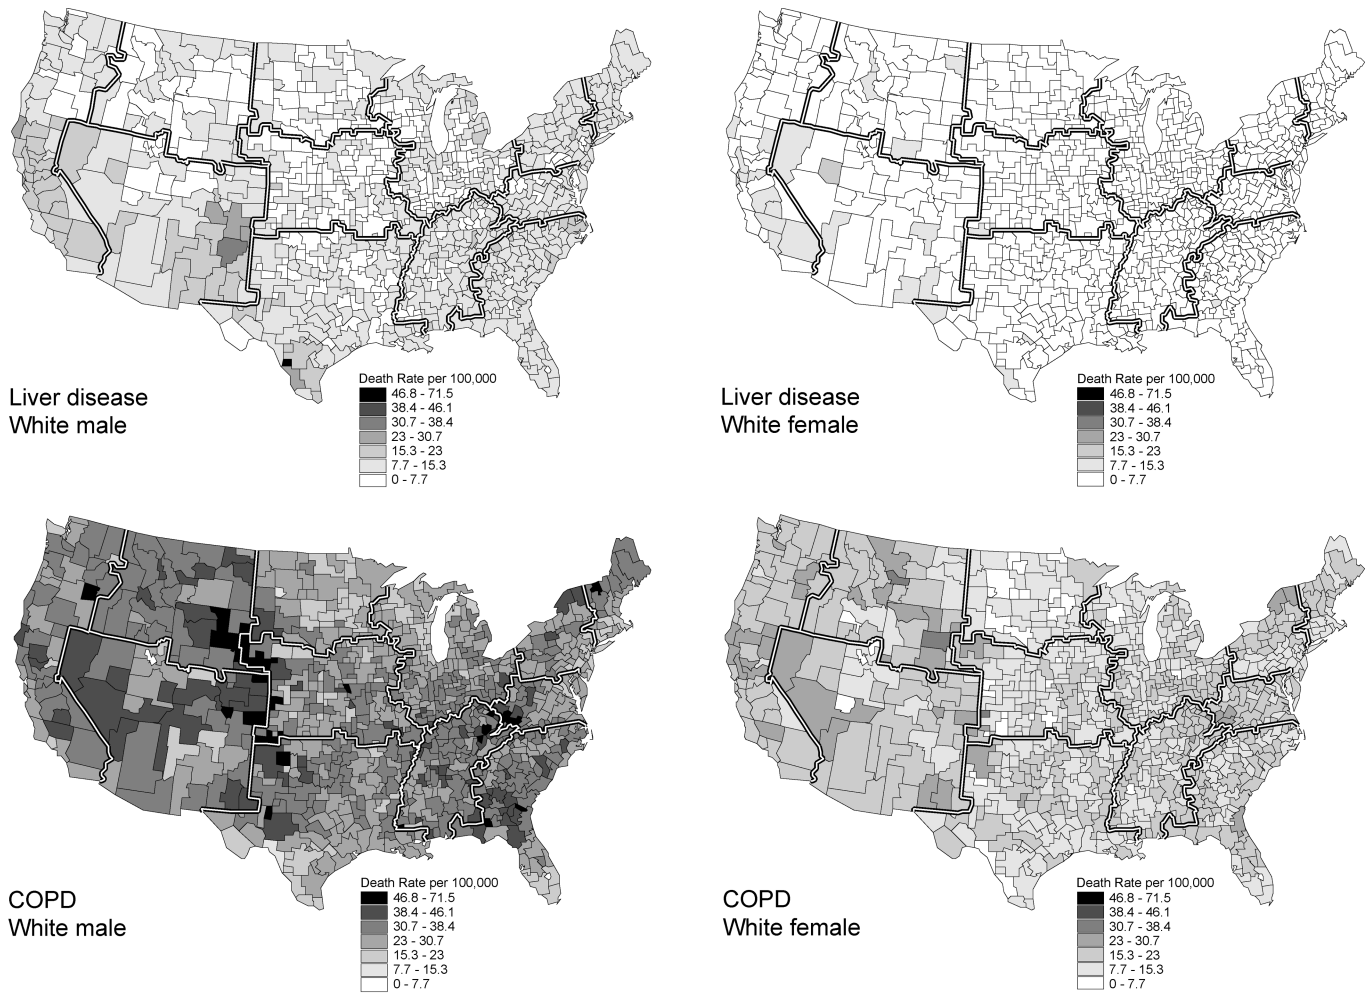 Liver disease
White male
Death Rate per 100,000
46.8 - 71.5
38.4 - 46.1
30.7 - 38.4
23 - 30.7
15.3 - 23
7.7 - 15.3
0 - 7.7
Liver disease
White female
Death Rate per 100,000
46.8 - 71.5
38.4 - 46.1
30.7 - 38.4
23 - 30.7
15.3 - 23
7.7 - 15.3
0 - 7.7
COPD
White male
Death Rate per 100,000
46.8 - 71.5
38.4 - 46.1
30.7 - 38.4
23 - 30.7
15.3 - 23
7.7 - 15.3
0 - 7.7
COPD
White female
Death Rate per 100,000
46.8 - 71.5
38.4 - 46.1
30.7 - 38.4
23 - 30.7
15.3 - 23
7.7 - 15.3
0 - 7.7